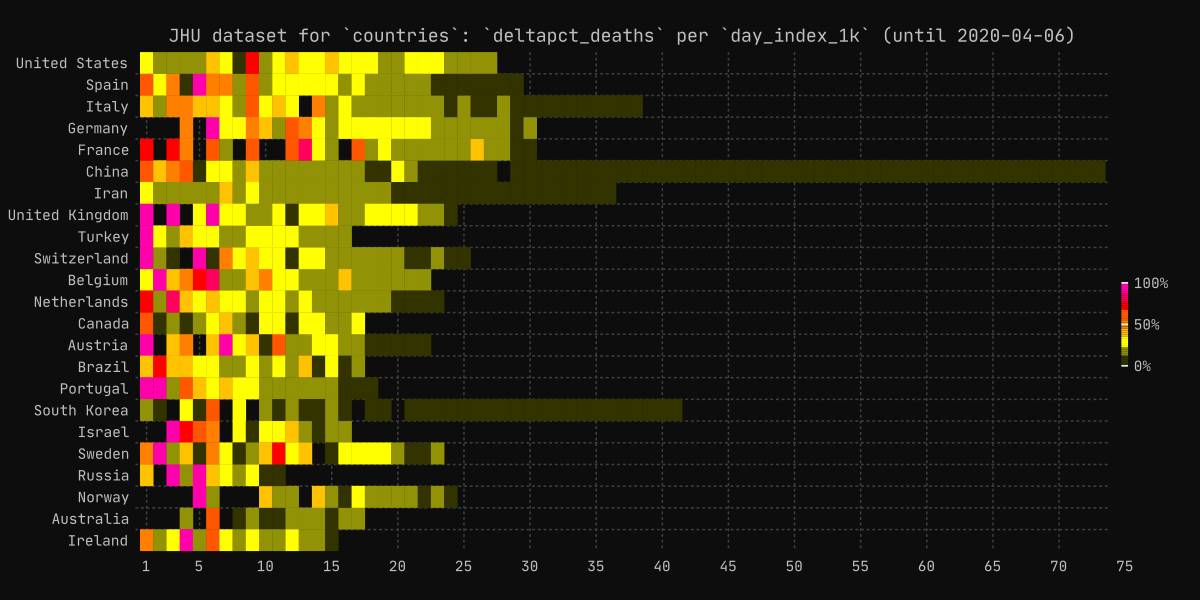 JHU dataset for `countries`: `deltapct_deaths` per `day_index_1k` (until 2020-04-06)
United States
Spain
Italy
Germany
France
China
Iran
United Kingdom
Turkey
Switzerland
Belgium
Netherlands
Canada
Austria
Brazil
Portugal
South Korea
Israel
Sweden
Russia
Norway
Australia
Ireland
1 5 10 15 20 25 30 35 40 45 50 55 60 65 70 75
100%
50%
0%